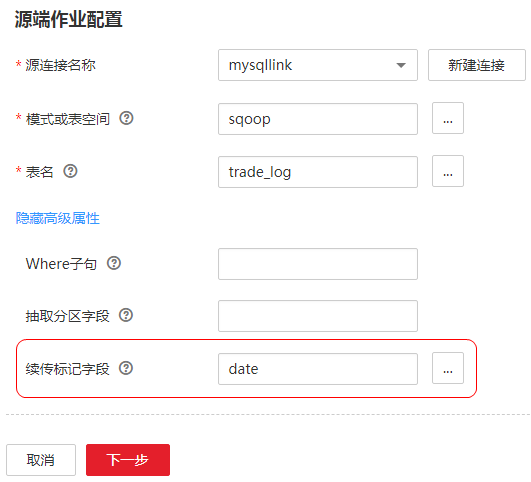 源端作业配置
* 源连接名称 mysqllink 新建连接
* 模式或表空间 ? sqoop ...
* 表名 ? trade_log ...
隐藏高级属性
Where子句 ?
抽取分区字段 ?
续传标记字段 ? date ...
取消 下一步